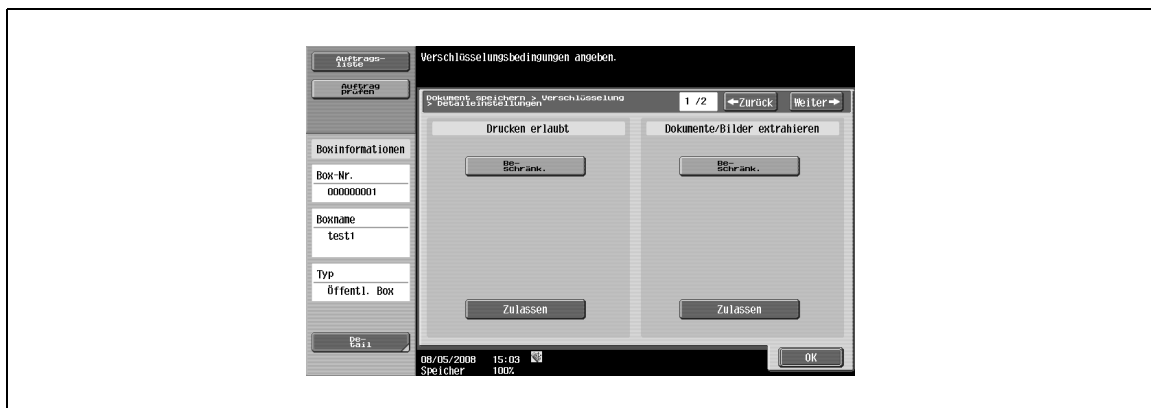 Auftrags-
liste
Auftrag
prüfen
Verschlüsselungsbedingungen angeben.
Dokument speichern > Verschlüsselung
> Detaileinstellungen
1 /2
←Zurück
Weiter→
Boxinformationen
Box-Nr.
000000001
Boxname
test1
Typ
Öffentl. Box
De-
tail
Drucken erlaubt
Be-
schränk.
Zulassen
Dokumente/Bilder extrahieren
Be-
schränk.
Zulassen
08/05/2008 15:03
Speicher 100%
OK